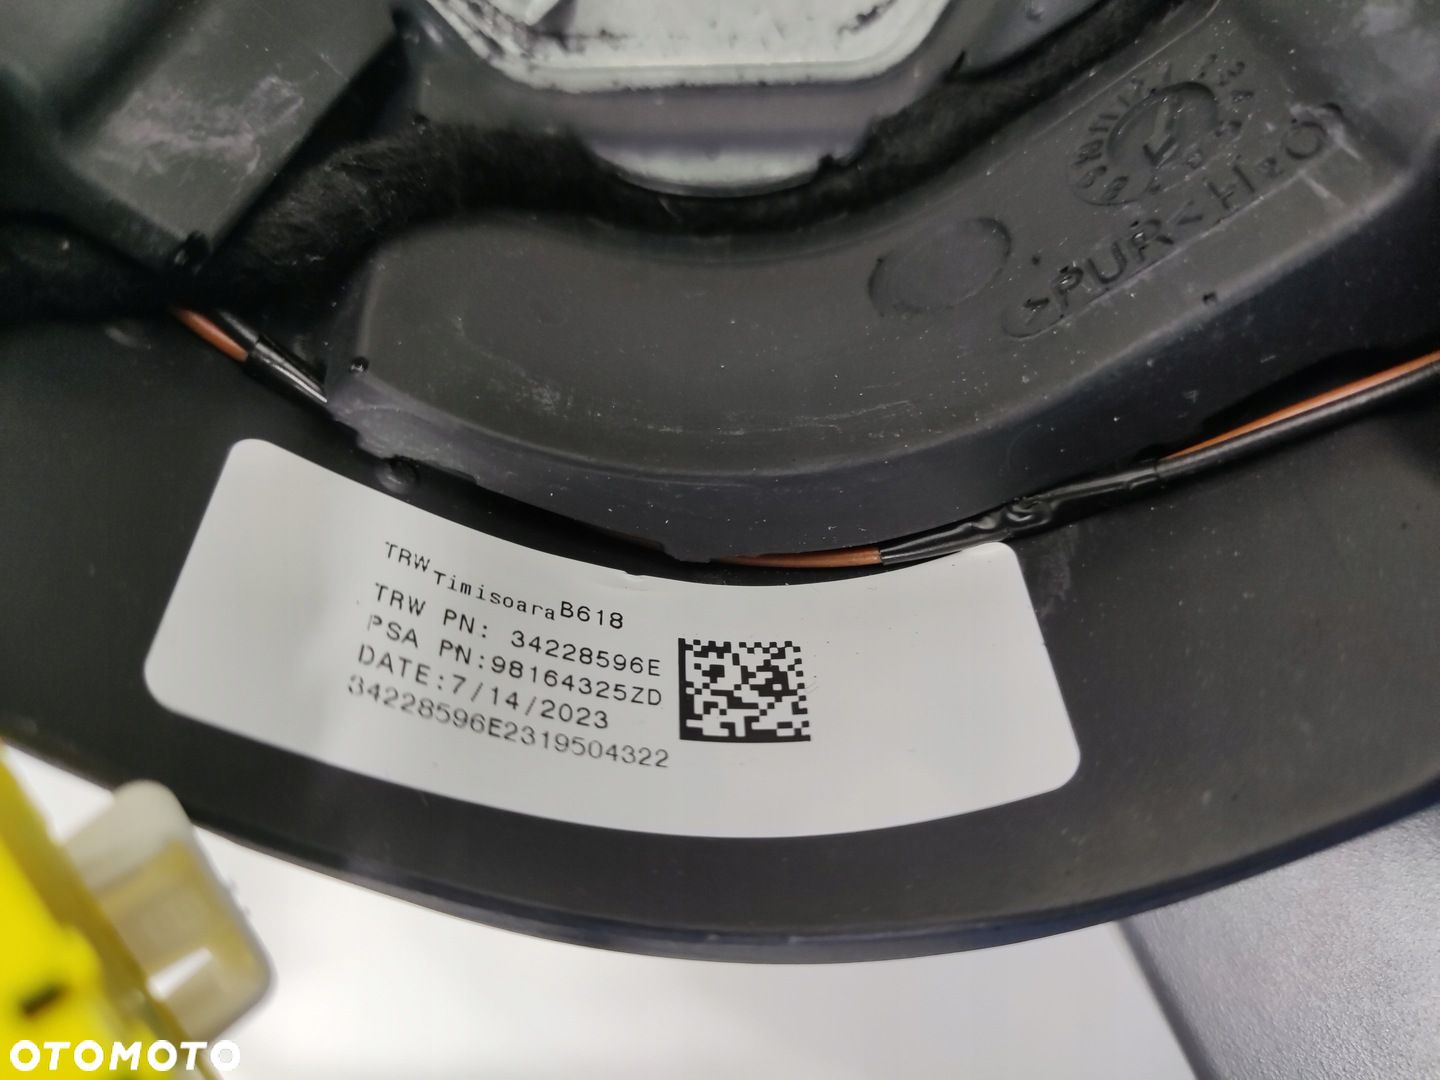 >PUR<H₂O
TRW Timisoara B618
TRW PN: 34228596E
PSA PN:98164325ZD
DATE:7/14/2023
34228596E2319504322
OTOMOTO